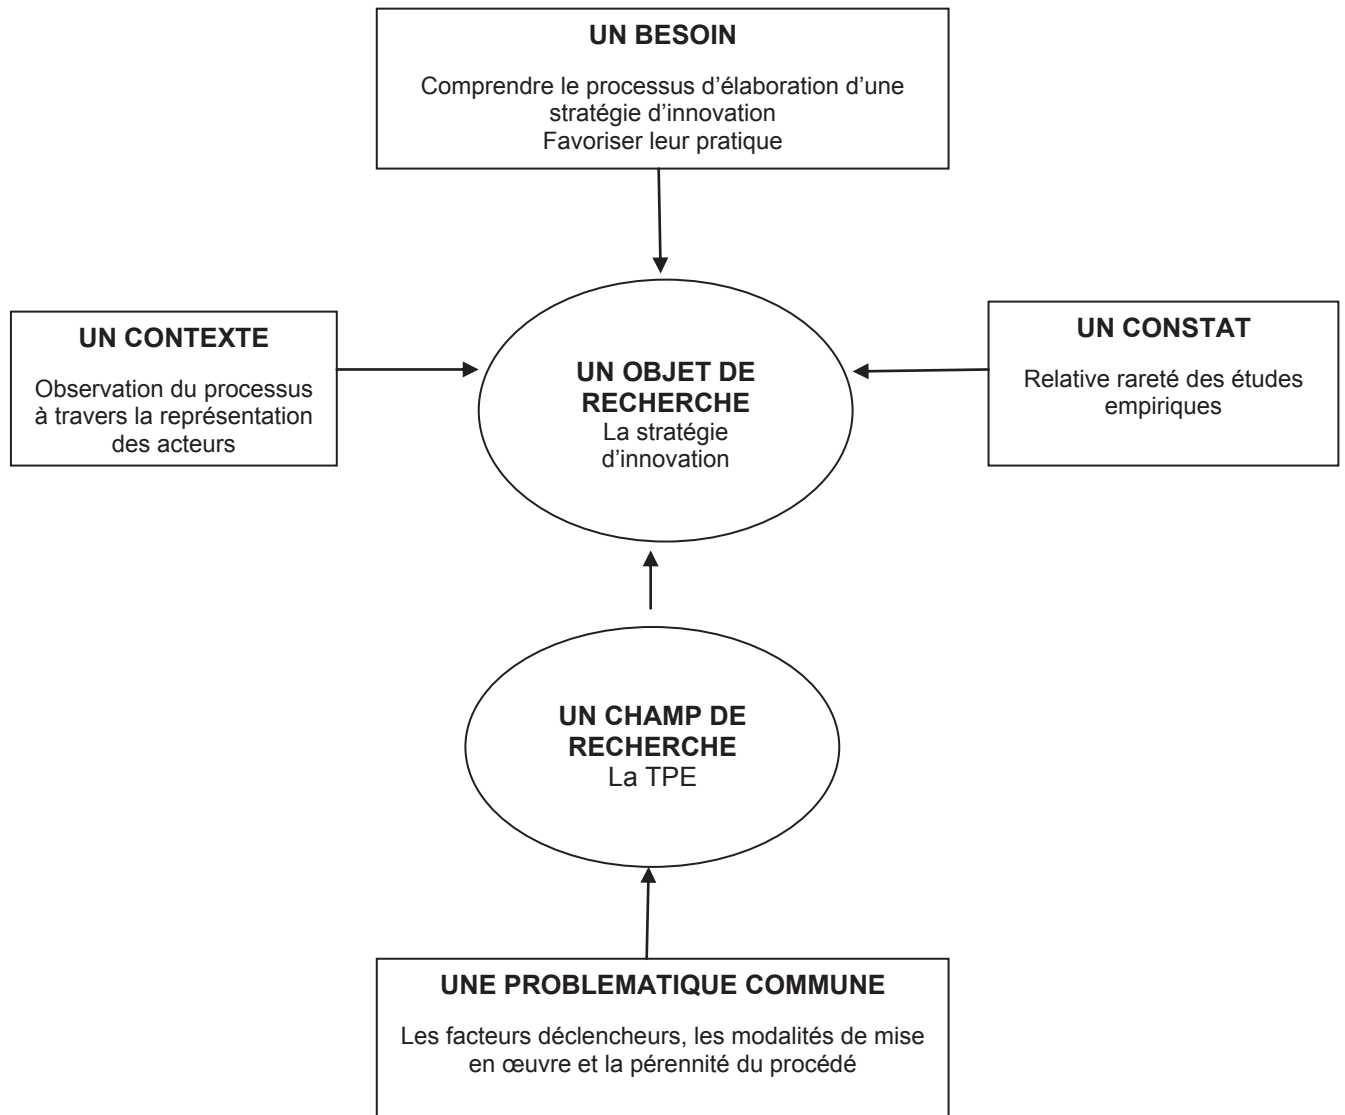 UN BESOIN
Comprendre le processus d’élaboration d’une
stratégie d’innovation
Favoriser leur pratique
UN CONTEXTE
Observation du processus
à travers la représentation
des acteurs
UN OBJET DE
RECHERCHE
La stratégie
d’innovation
UN CONSTAT
Relative rareté des études
empiriques
UN CHAMP DE
RECHERCHE
La TPE
UNE PROBLEMATIQUE COMMUNE
Les facteurs déclencheurs, les modalités de mise
en œuvre et la pérennité du procédé